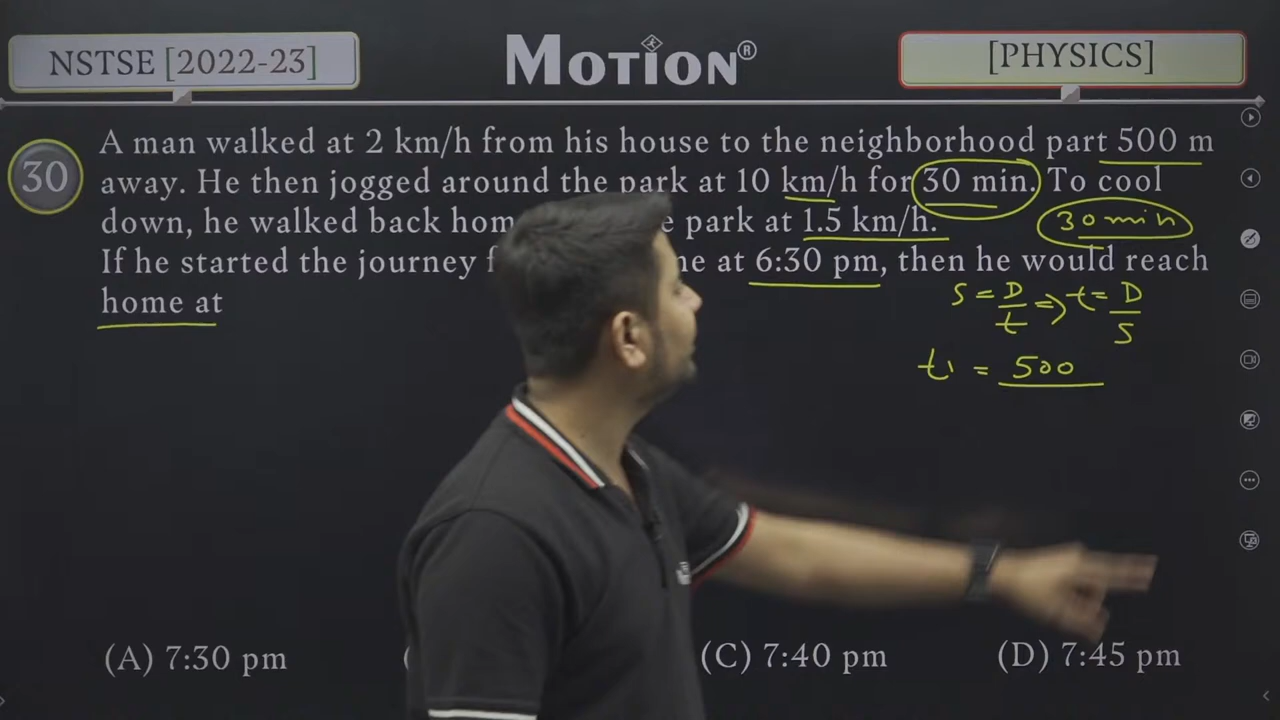 NSTSE [2022-23]
MOTION®
[PHYSICS]
30
A man walked at 2 km/h from his house to the neighborhood part 500 m
away. He then jogged around the park at 10 km/h for 30 min. To cool
down, he walked back park at 1.5 km/h.
30 min
If he started the journey at 6:30 pm, then he would reach
home at
S = D/t => t = D/S
t1 = 500
(A) 7:30 pm
(C) 7:40 pm
(D) 7:45 pm